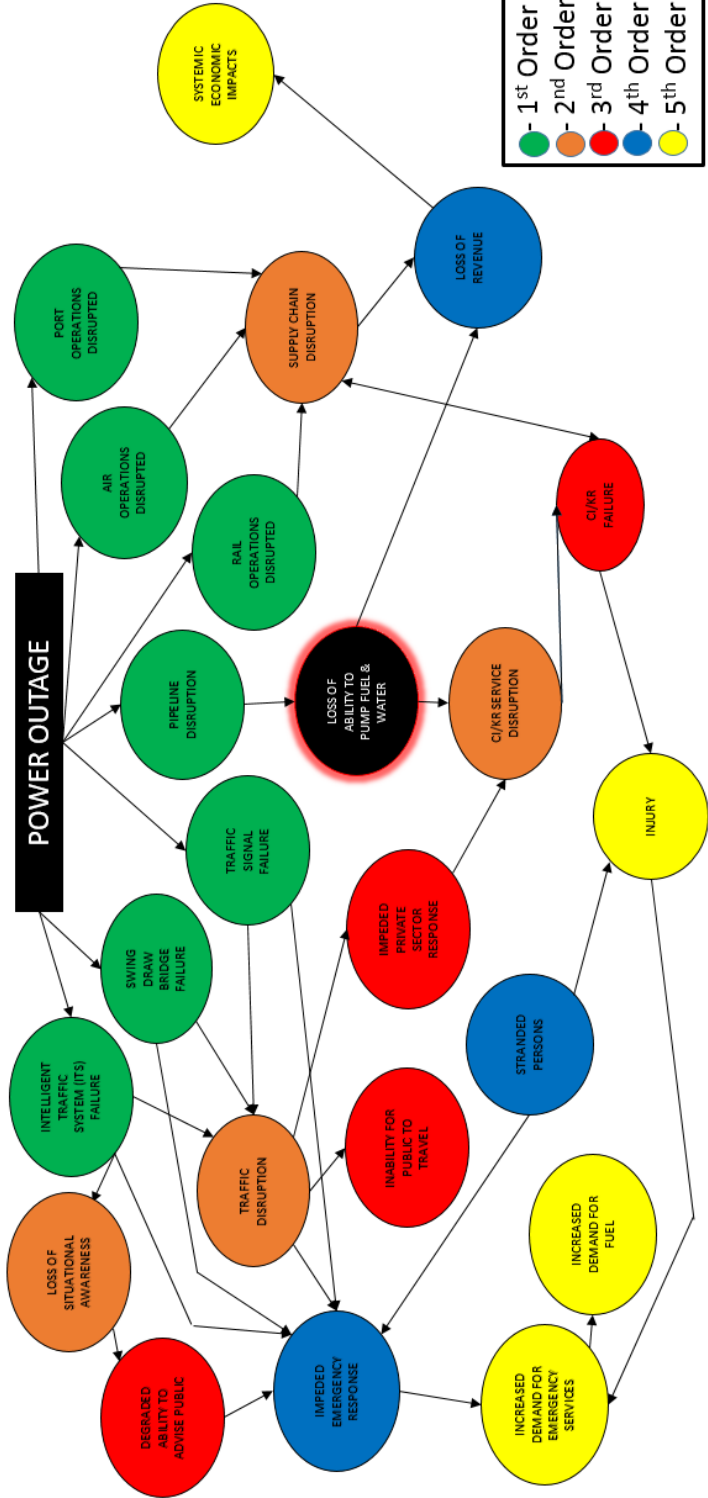 POWER OUTAGE
INTELLIGENT
TRAFFIC
SYSTEM (ITS)
FAILURE
SWING
DRAW
BRIDGE
FAILURE
TRAFFIC
SIGNAL
FAILURE
PIPELINE
DISRUPTION
RAIL
OPERATIONS
DISRUPTED
AIR
OPERATIONS
DISRUPTED
PORT
OPERATIONS
DISRUPTED
LOSS OF
SITUATIONAL
AWARENESS
TRAFFIC
DISRUPTION
LOSS OF
ABILITY TO
PUMP FUEL &
WATER
SUPPLY CHAIN
DISRUPTION
SYSTEMIC
ECONOMIC
IMPACTS
DEGRADED
ABILITY TO
ADVISE PUBLIC
IMPEDED
EMERGENCY
RESPONSE
INABILITY FOR
PUBLIC TO
TRAVEL
IMPEDED
PRIVATE
SECTOR
RESPONSE
CI/KR SERVICE
DISRUPTION
LOSS OF
REVENUE
STRANDED
PERSONS
CI/KR
FAILURE
INCREASED
DEMAND FOR
EMERGENCY
SERVICES
INCREASED
DEMAND FOR
FUEL
INJURY
- 1st Order
- 2nd Order
- 3rd Order
- 4th Order
- 5th Order